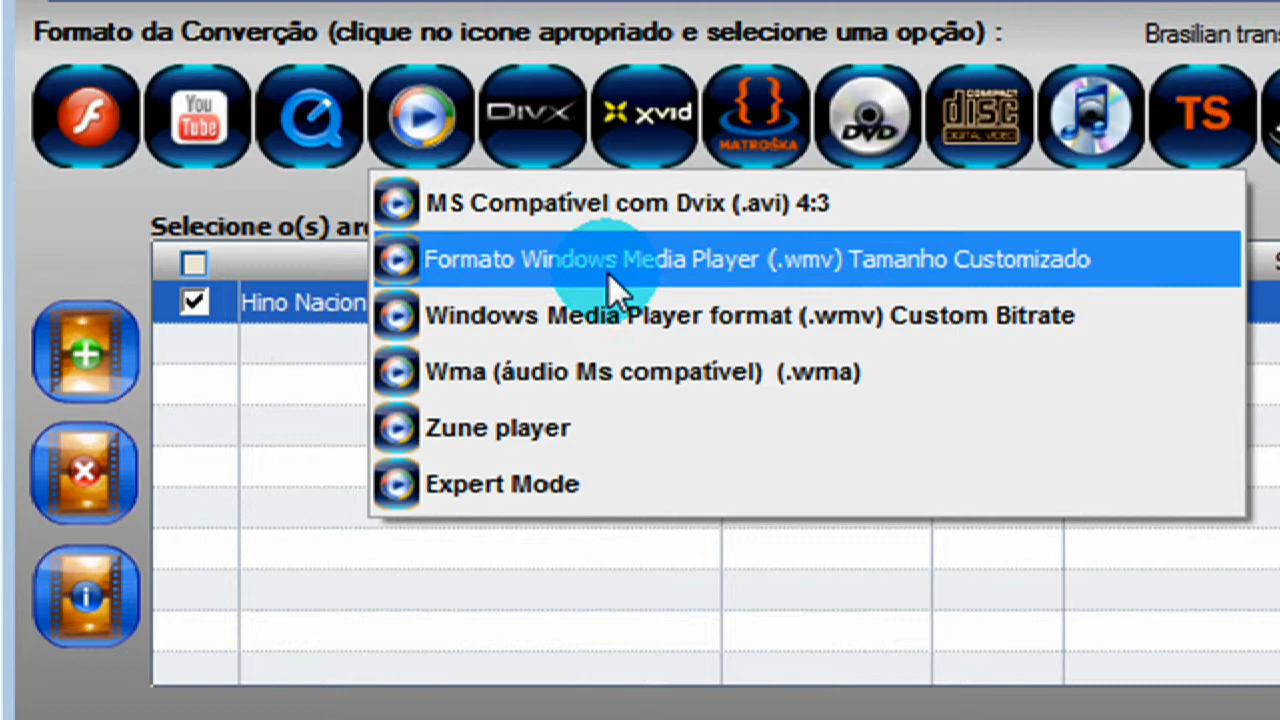 Formato da Converção (clique no icone apropriado e selecione uma opção) :
Brasilian
You
Tube
DIVX
XVID
MATROŠKA
DVD
COMPACT
disc
DIGITAL VIDEO
TS
Selecione o(s)
MS Compatível com Dvix (.avi) 4:3
Formato Windows Media Player (.wmv) Tamanho Customizado
Windows Media Player format (.wmv) Custom Bitrate
Wma (áudio Ms compatível) (.wma)
Zune player
Expert Mode
Hino Nacion